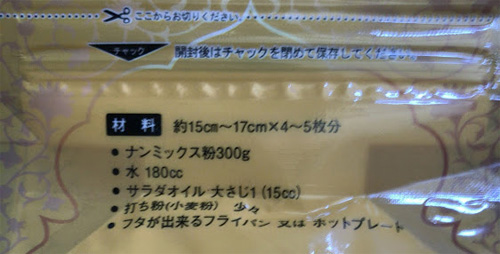 ここからお切りください。
チャック 開封後はチャックを閉めて保存してください。
材料 約15cm～17cm×4～5枚分
• ナンミックス粉300g
• 水 180cc
• サラダオイル 大さじ1 (15cc)
• 打ち粉(小麦粉) 少々
• フタが出来るフライパン 又は ホットプレート